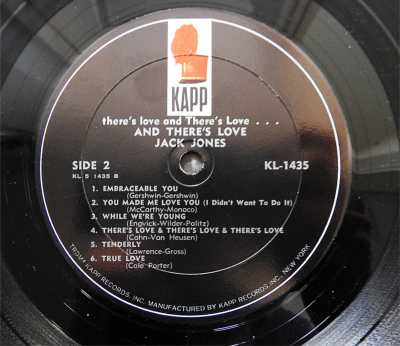 KAPP
there's love and There's Love . . .
AND THERE'S LOVE
JACK JONES
SIDE 2
KL-1435
KL S 1435 B
1. EMBRACEABLE YOU
(Gershwin-Gershwin)
2. YOU MADE ME LOVE YOU (I Didn't Want To Do It)
(McCarthy-Monaco)
3. WHILE WE'RE YOUNG
(Engvick-Wilder-Politz)
4. THERE'S LOVE & THERE'S LOVE & THERE'S LOVE
(Cahn-Van Heusen)
5. TENDERLY
(Lawrence-Gross)
6. TRUE LOVE
(Cole Porter)
KAPP RECORDS, INC. MANUFACTURED BY KAPP RECORDS INC., NEW YORK